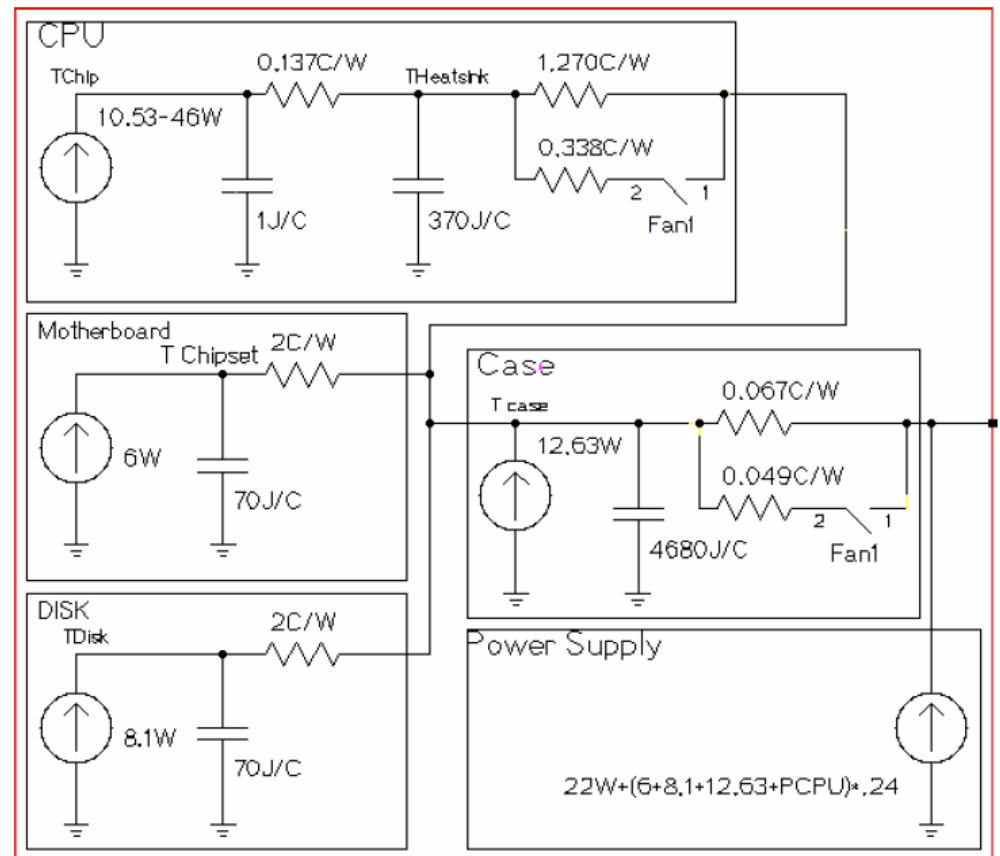 CPU
TChip
0.137C/W
THeatsink
1.270C/W
10.53-46W
0.338C/W
2
1
Fan1
1J/C
370J/C
Motherboard
T Chipset
2C/W
6W
70J/C
Case
T case
0.067C/W
12.63W
0.049C/W
2
1
Fan1
4680J/C
DISK
TDisk
2C/W
8.1W
70J/C
Power Supply
22W+(6+8.1+12.63+PCPU)*.24